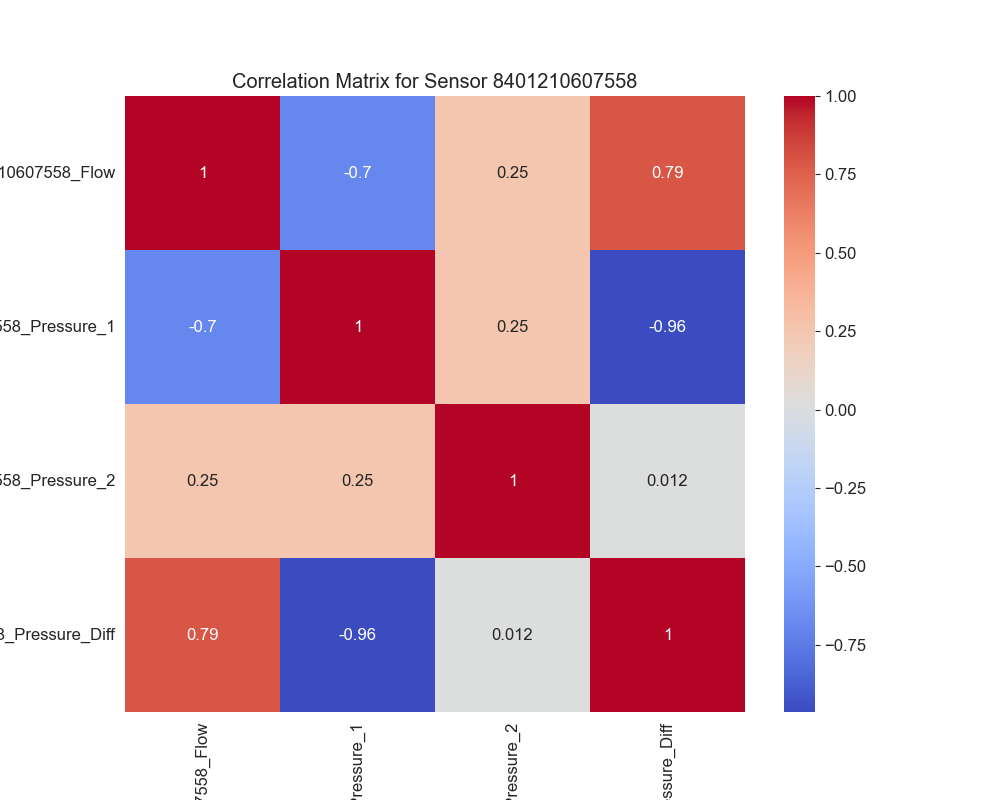 Correlation Matrix for Sensor 8401210607558
10607558_Flow
1
-0.7
0.25
0.79
558_Pressure_1
-0.7
1
0.25
-0.96
558_Pressure_2
0.25
0.25
1
0.012
3_Pressure_Diff
0.79
-0.96
0.012
1
7558_Flow
Pressure_1
Pressure_2
ssure_Diff
1.00
0.75
0.50
0.25
0.00
−0.25
−0.50
−0.75